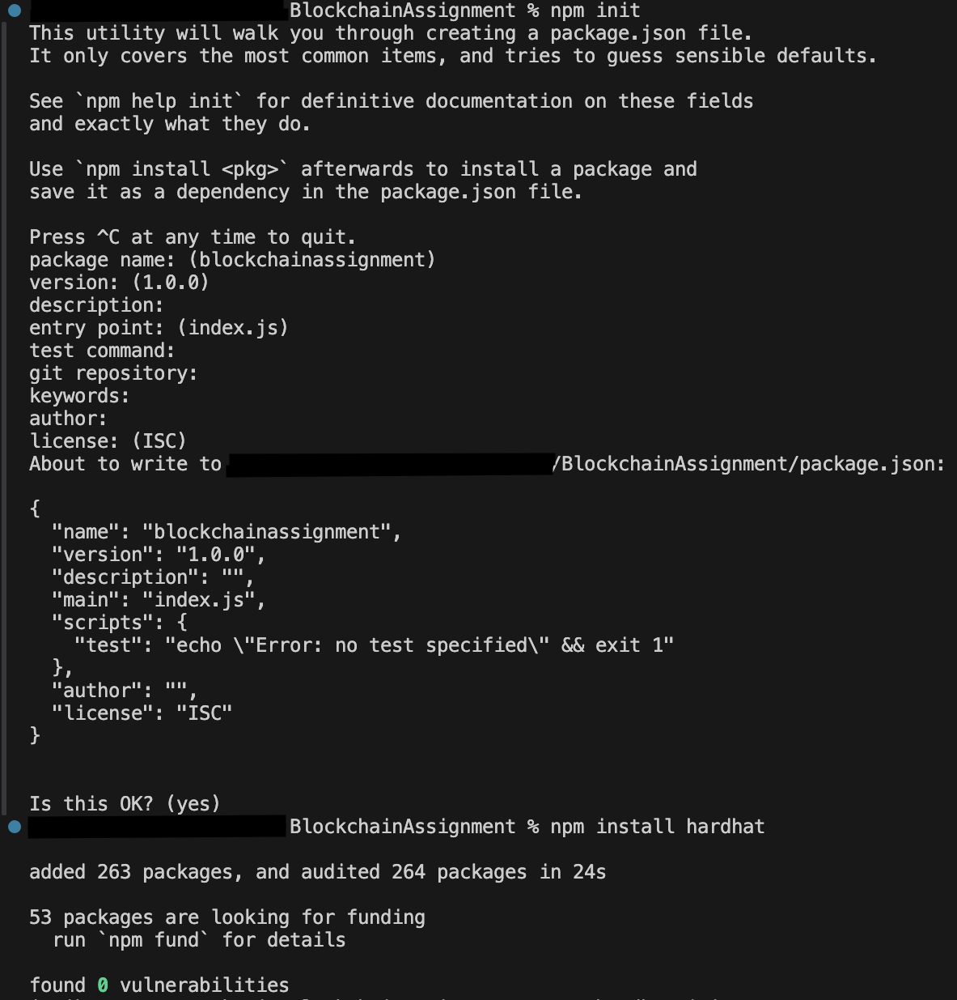 BlockchainAssignment % npm init
This utility will walk you through creating a package.json file.
It only covers the most common items, and tries to guess sensible defaults.
See `npm help init` for definitive documentation on these fields
and exactly what they do.
Use `npm install <pkg>` afterwards to install a package and
save it as a dependency in the package.json file.
Press ^C at any time to quit.
package name: (blockchainassignment)
version: (1.0.0)
description:
entry point: (index.js)
test command:
git repository:
keywords:
author:
license: (ISC)
About to write to /BlockchainAssignment/package.json:
{
  "name": "blockchainassignment",
  "version": "1.0.0",
  "description": "",
  "main": "index.js",
  "scripts": {
    "test": "echo \"Error: no test specified\" && exit 1"
  },
  "author": "",
  "license": "ISC"
}
Is this OK? (yes)
BlockchainAssignment % npm install hardhat
added 263 packages, and audited 264 packages in 24s
53 packages are looking for funding
  run `npm fund` for details
found 0 vulnerabilities